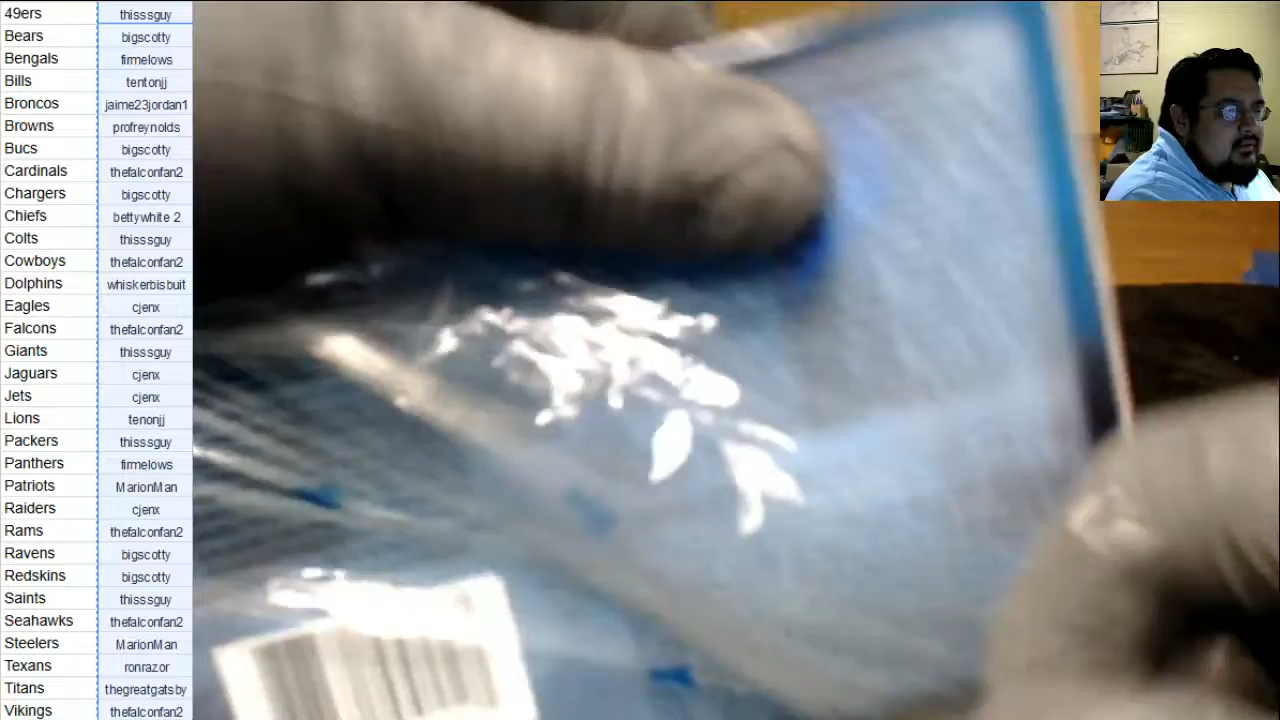 49ers thisssguy
Bears bigscotty
Bengals firmelows
Bills tentonjj
Broncos jaime23jordan1
Browns profreynolds
Bucs bigscotty
Cardinals thefalconfan2
Chargers bigscotty
Chiefs bettywhite 2
Colts thisssguy
Cowboys thefalconfan2
Dolphins whiskerbisbuit
Eagles cjenx
Falcons thefalconfan2
Giants thisssguy
Jaguars cjenx
Jets cjenx
Lions tenonjj
Packers thisssguy
Panthers firmelows
Patriots MarionMan
Raiders cjenx
Rams thefalconfan2
Ravens bigscotty
Redskins bigscotty
Saints thisssguy
Seahawks thefalconfan2
Steelers MarionMan
Texans ronrazor
Titans thegreatgatsby
Vikings thefalconfan2